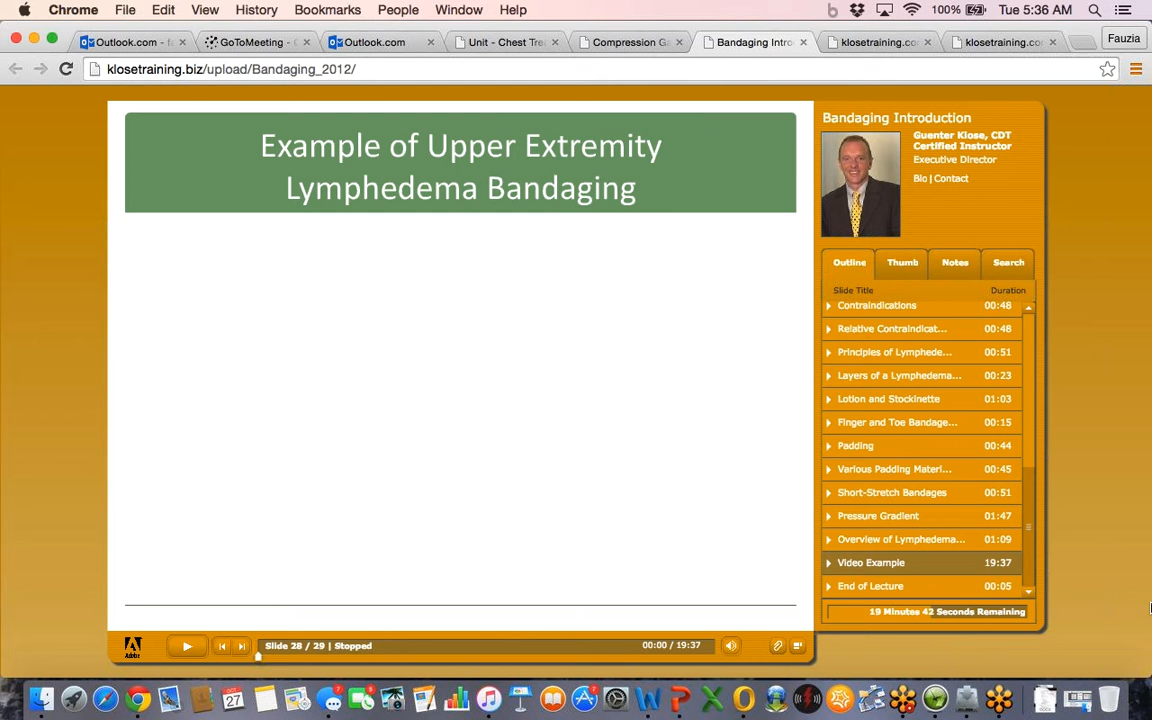 Chrome File Edit View History Bookmarks People Window Help 100% Tue 5:36 AM
Outlook.com - fa GoToMeeting - C Outlook.com Unit - Chest Trea Compression Ga Bandaging Intro klosetraining.co klosetraining.co Fauzia
klosetraining.biz/upload/Bandaging_2012/
Example of Upper Extremity
Lymphedema Bandaging
Bandaging Introduction
Guenter Klose, CDT
Certified Instructor
Executive Director
Bio | Contact
Outline Thumb Notes Search
Slide Title Duration
Contraindications 00:48
Relative Contraindicat... 00:48
Principles of Lymphede... 00:51
Layers of a Lymphedema... 00:23
Lotion and Stockinette 01:03
Finger and Toe Bandage... 00:15
Padding 00:44
Various Padding Materi... 00:45
Short-Stretch Bandages 00:51
Pressure Gradient 01:47
Overview of Lymphedema... 01:09
Video Example 19:37
End of Lecture 00:05
19 Minutes 42 Seconds Remaining
Adobe
Slide 28 / 29 | Stopped 00:00 / 19:37
OCT
27